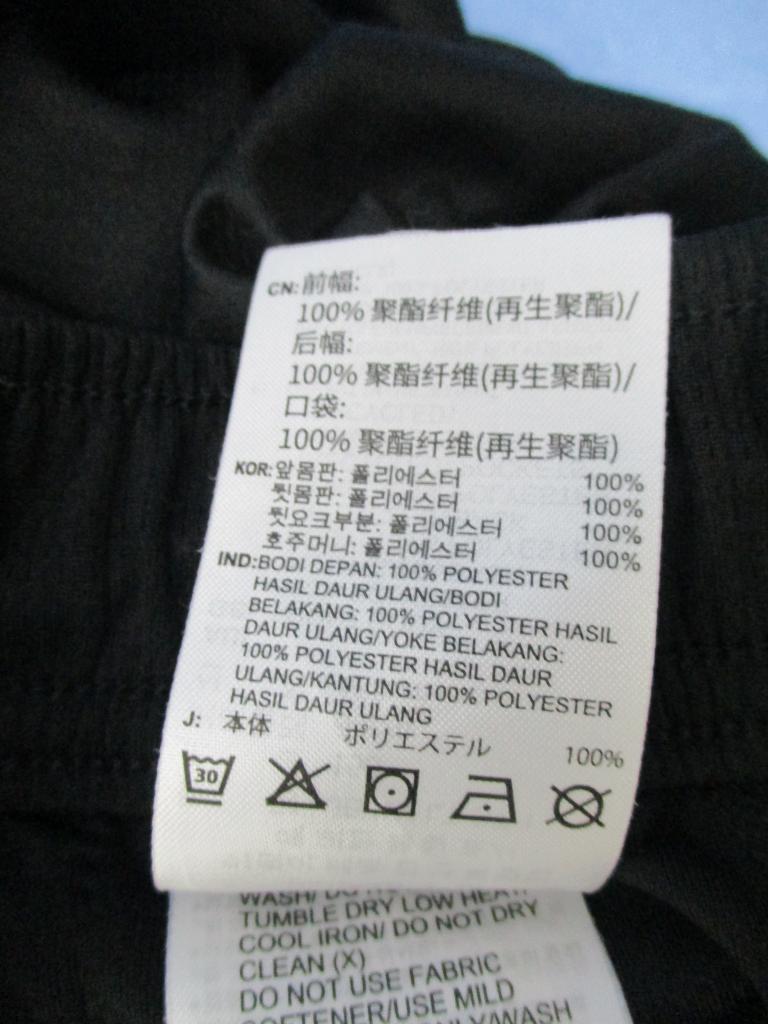 CN: 前幅:
100% 聚酯纤维(再生聚酯)/
后幅:
100% 聚酯纤维(再生聚酯)/
口袋:
100% 聚酯纤维(再生聚酯)
KOR: 앞몸판: 폴리에스터 100%
뒷몸판: 폴리에스터 100%
뒷요크부분: 폴리에스터 100%
호주머니: 폴리에스터 100%
IND: BODI DEPAN: 100% POLYESTER
HASIL DAUR ULANG/BODI
BELAKANG: 100% POLYESTER HASIL
DAUR ULANG/YOKE BELAKANG:
100% POLYESTER HASIL DAUR
ULANG/KANTUNG: 100% POLYESTER
HASIL DAUR ULANG
J: 本体 ポリエステル 100%
30
WASH/
TUMBLE DRY LOW HEAT/
COOL IRON/ DO NOT DRY
CLEAN (X)
DO NOT USE FABRIC
SOFTENER/USE MILD